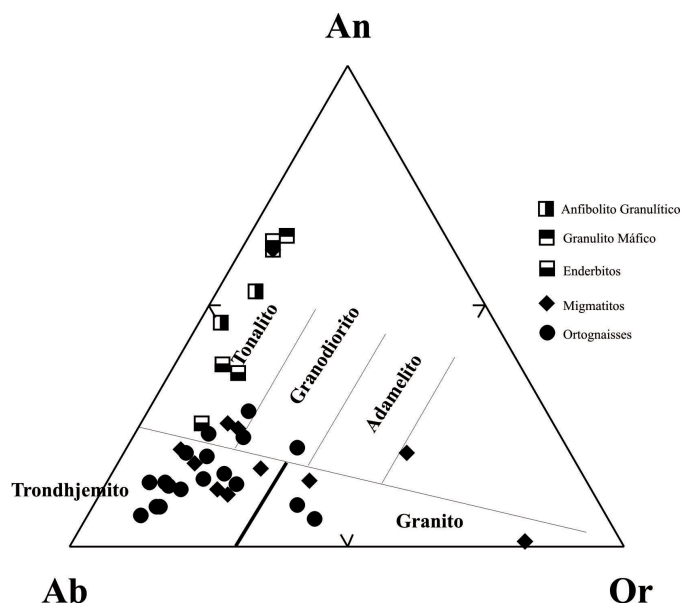 An
Anfibolito Granulítico
Granulito Máfico
Enderbitos
Migmatitos
Ortognaisses
Tonalito
Granodiorito
Adamelito
Trondhjemito
Granito
Ab
Or